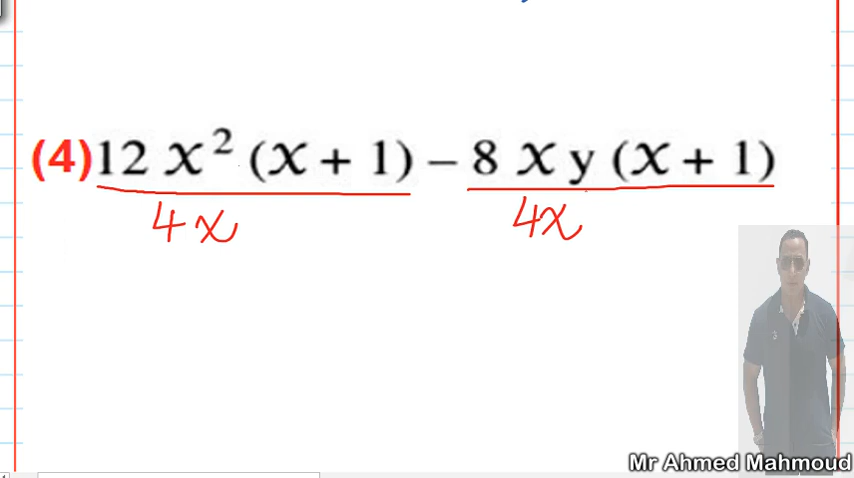 (4) 12 x² (x + 1) – 8 x y (x + 1)
4x 4x
Mr Ahmed Mahmoud